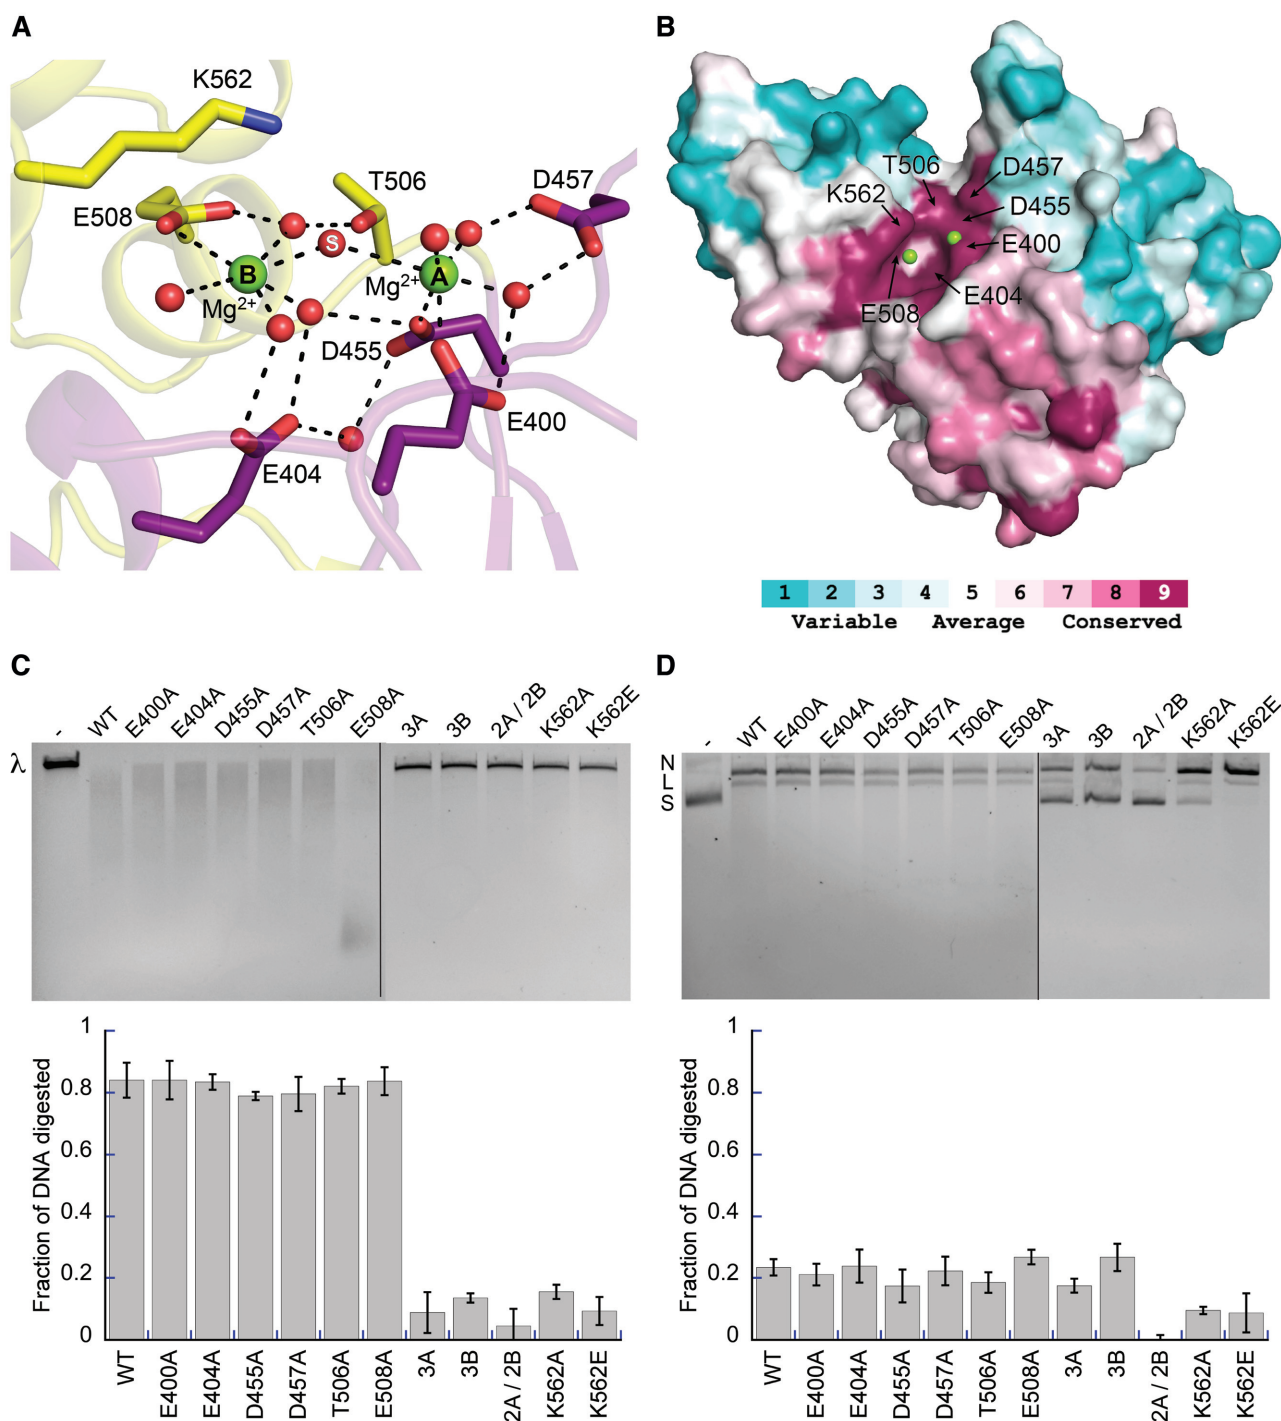 A
K562
T506
D457
E508
S
B
A
Mg2+
Mg2+
D455
E400
E404
B
T506
D457
K562
D455
E400
E508
E404
1 2 3 4 5 6 7 8 9
Variable Average Conserved
C
- WT E400A E404A D455A D457A T506A E508A 3A 3B 2A / 2B K562A K562E
λ
Fraction of DNA digested
1
0.8
0.6
0.4
0.2
0
WT E400A E404A D455A D457A T506A E508A 3A 3B 2A / 2B K562A K562E
D
- WT E400A E404A D455A D457A T506A E508A 3A 3B 2A / 2B K562A K562E
N
L
S
Fraction of DNA digested
1
0.8
0.6
0.4
0.2
0
WT E400A E404A D455A D457A T506A E508A 3A 3B 2A / 2B K562A K562E